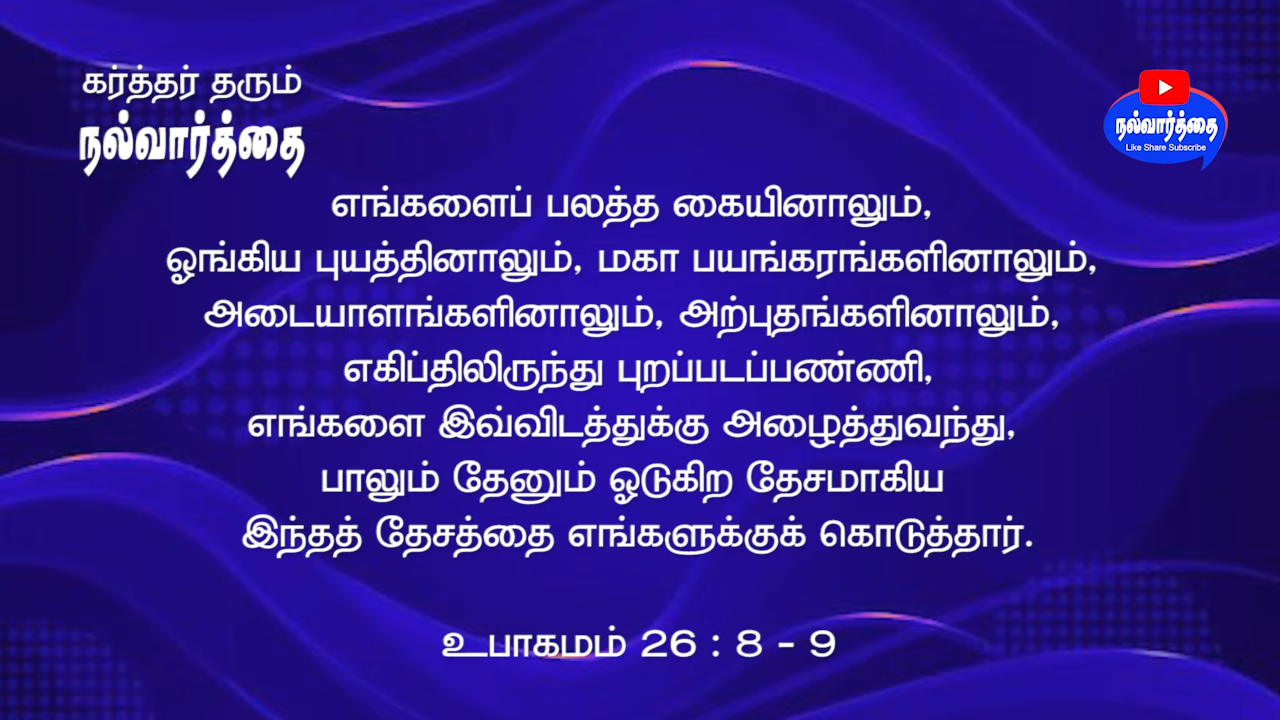 கர்த்தர் தரும்
நல்வார்த்தை
நல்வார்த்தை
Like Share Subscribe
எங்களைப் பலத்த கையினாலும்,
ஓங்கிய புயத்தினாலும், மகா பயங்கரங்களினாலும்,
அடையாளங்களினாலும், அற்புதங்களினாலும்,
எகிப்திலிருந்து புறப்படப்பண்ணி,
எங்களை இவ்விடத்துக்கு அழைத்துவந்து,
பாலும் தேனும் ஓடுகிற தேசமாகிய
இந்தத் தேசத்தை எங்களுக்குக் கொடுத்தார்.
உபாகமம் 26 : 8 - 9